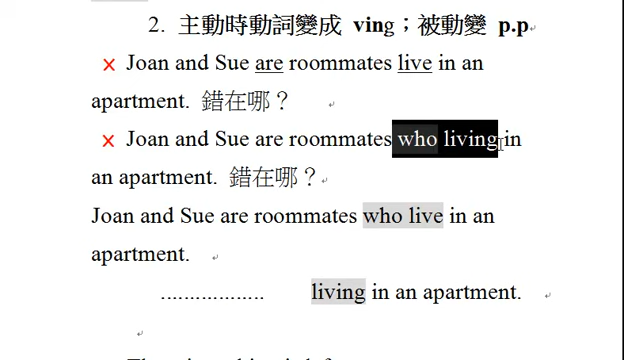 2. 主動時動詞變成 ving；被動變 p.p
× Joan and Sue are roommates live in an
apartment. 錯在哪？
× Joan and Sue are roommates who living in
an apartment. 錯在哪？
Joan and Sue are roommates who live in an
apartment.
.................. living in an apartment.